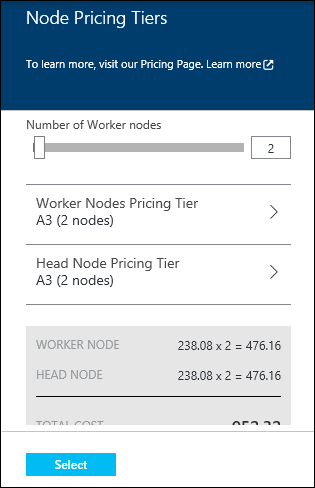 Node Pricing Tiers
To learn more, visit our Pricing Page. Learn more
Number of Worker nodes
2
Worker Nodes Pricing Tier
A3 (2 nodes)
Head Node Pricing Tier
A3 (2 nodes)
WORKER NODE 238.08 x 2 = 476.16
HEAD NODE 238.08 x 2 = 476.16
TOTAL COST 952.32
Select